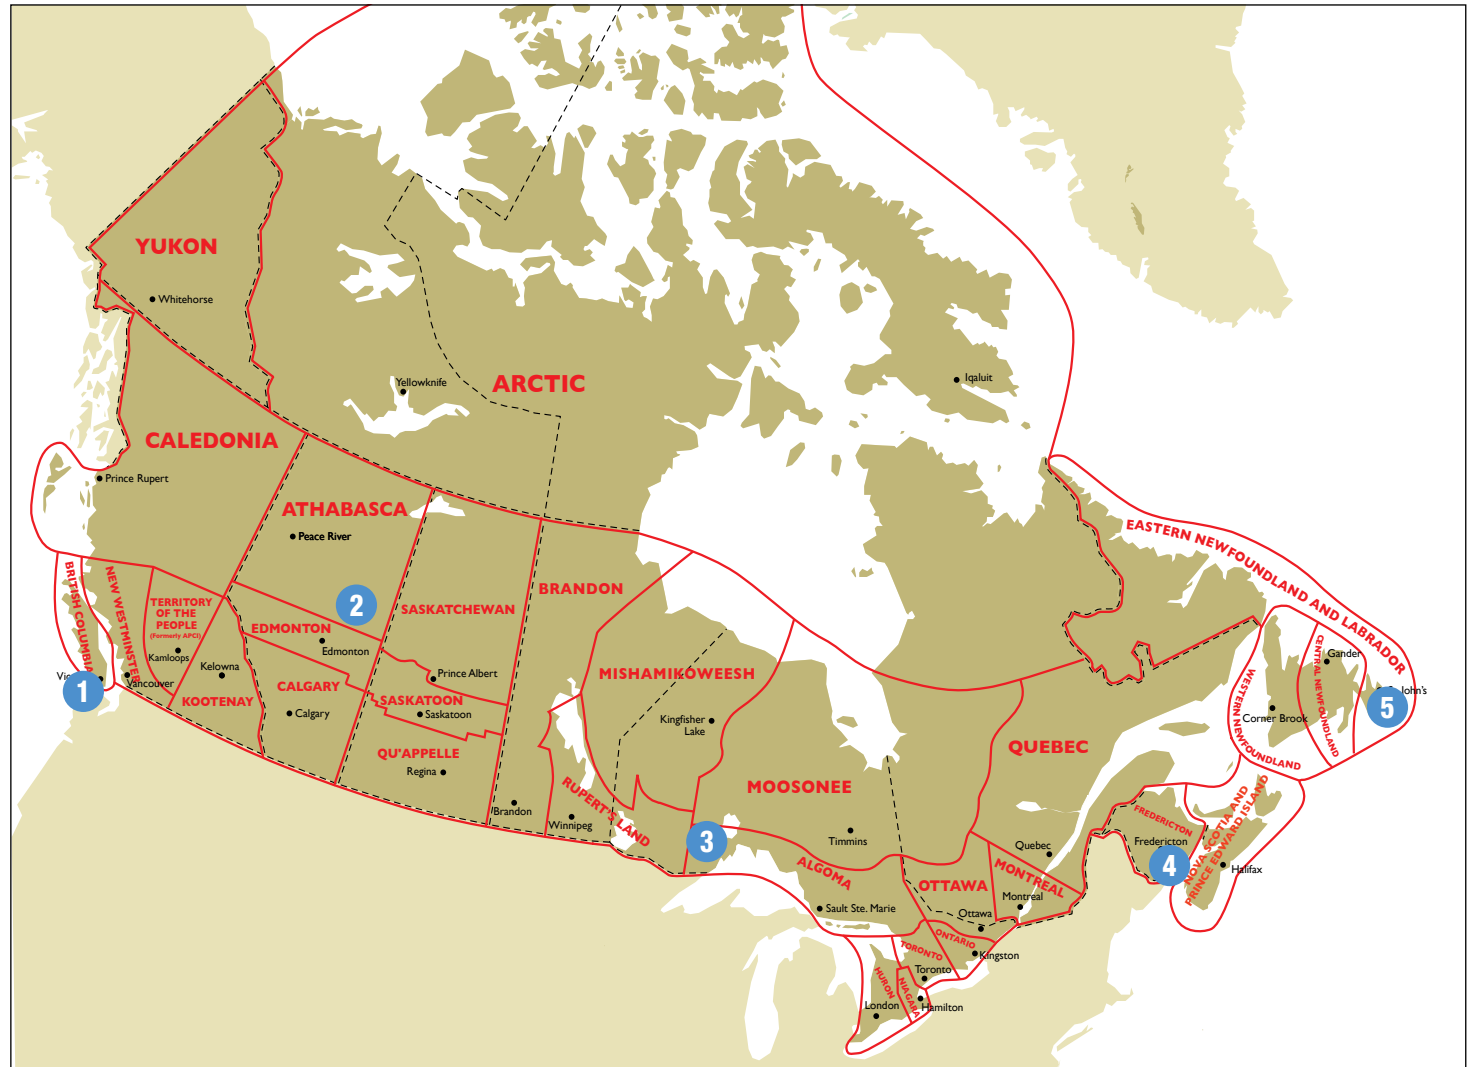 YUKON
Whitehorse
Yellowknife
ARCTIC
Iqaluit
CALEDONIA
Prince Rupert
ATHABASCA
Peace River
2
EASTERN NEWFOUNDLAND AND LABRADOR
BRITISH COLUMBIA
NEW WESTMINSTER
TERRITORY
OF THE
PEOPLE
(Formerly APCI)
Kamloops
Kelowna
KOOTENAY
Vancouver
1
EDMONTON
Edmonton
SASKATCHEWAN
Prince Albert
CALGARY
Calgary
SASKATOON
Saskatoon
QU'APPELLE
Regina
BRANDON
Brandon
MISHAMIKOWEESH
Kingfisher
Lake
RUPERT'S LAND
Winnipeg
3
MOOSONEE
Timmins
ALGOMA
Sault Ste. Marie
QUEBEC
Quebec
MONTREAL
Montreal
OTTAWA
Ottawa
ONTARIO
Kingston
TORONTO
Toronto
HURON
London
NIAGARA
Hamilton
FREDERICTON
Fredericton
4
NOVA SCOTIA AND
PRINCE EDWARD ISLAND
Halifax
WESTERN NEWFOUNDLAND
Corner Brook
CENTRAL NEWFOUNDLAND
Gander
5